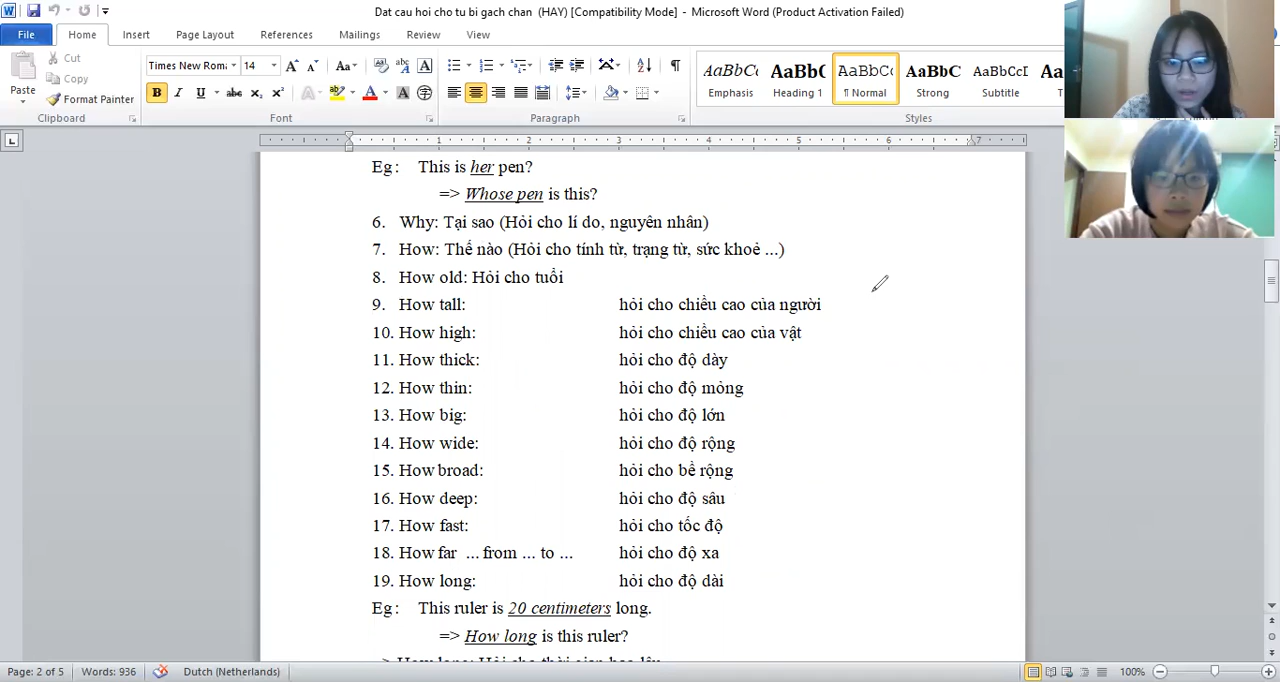 Dat cau hoi cho tu bi gach chan (HAY) [Compatibility Mode] - Microsoft Word (Product Activation Failed)
File Home Insert Page Layout References Mailings Review View
Paste
Cut
Copy
Format Painter
Clipboard
Times New Rom 14
Font
Paragraph
AaBbC Emphasis
AaBbC Heading 1
AaBbC ¶ Normal
AaBbC Strong
AaBbCcD Subtitle
Styles
Eg: This is her pen?
=> Whose pen is this?
6. Why: Tại sao (Hỏi cho lí do, nguyên nhân)
7. How: Thế nào (Hỏi cho tính từ, trạng từ, sức khoẻ ...)
8. How old: Hỏi cho tuổi
9. How tall: hỏi cho chiều cao của người
10. How high: hỏi cho chiều cao của vật
11. How thick: hỏi cho độ dày
12. How thin: hỏi cho độ mỏng
13. How big: hỏi cho độ lớn
14. How wide: hỏi cho độ rộng
15. How broad: hỏi cho bề rộng
16. How deep: hỏi cho độ sâu
17. How fast: hỏi cho tốc độ
18. How far ... from ... to ... hỏi cho độ xa
19. How long: hỏi cho độ dài
Eg: This ruler is 20 centimeters long.
=> How long is this ruler?
Page: 2 of 5 Words: 936 Dutch (Netherlands) 100%